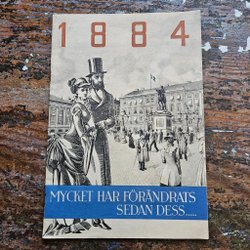 1884
MYCKET HAR FÖRÄNDRATS
SEDAN DESS.....